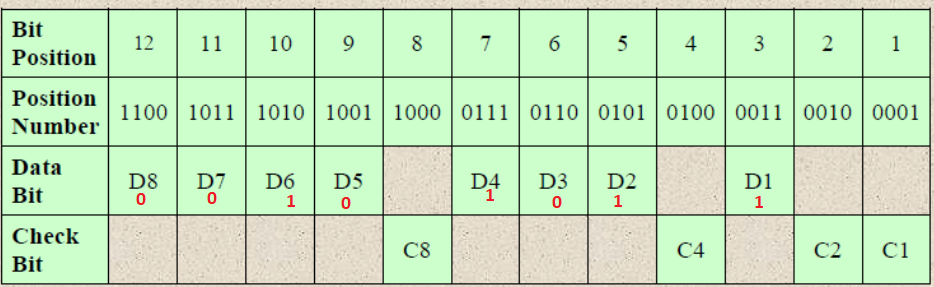 Bit Position 12 11 10 9 8 7 6 5 4 3 2 1
Position Number 1100 1011 1010 1001 1000 0111 0110 0101 0100 0011 0010 0001
Data Bit D8 D7 D6 D5 D4 D3 D2 D1
0 0 1 0 1 0 1 1
Check Bit C8 C4 C2 C1